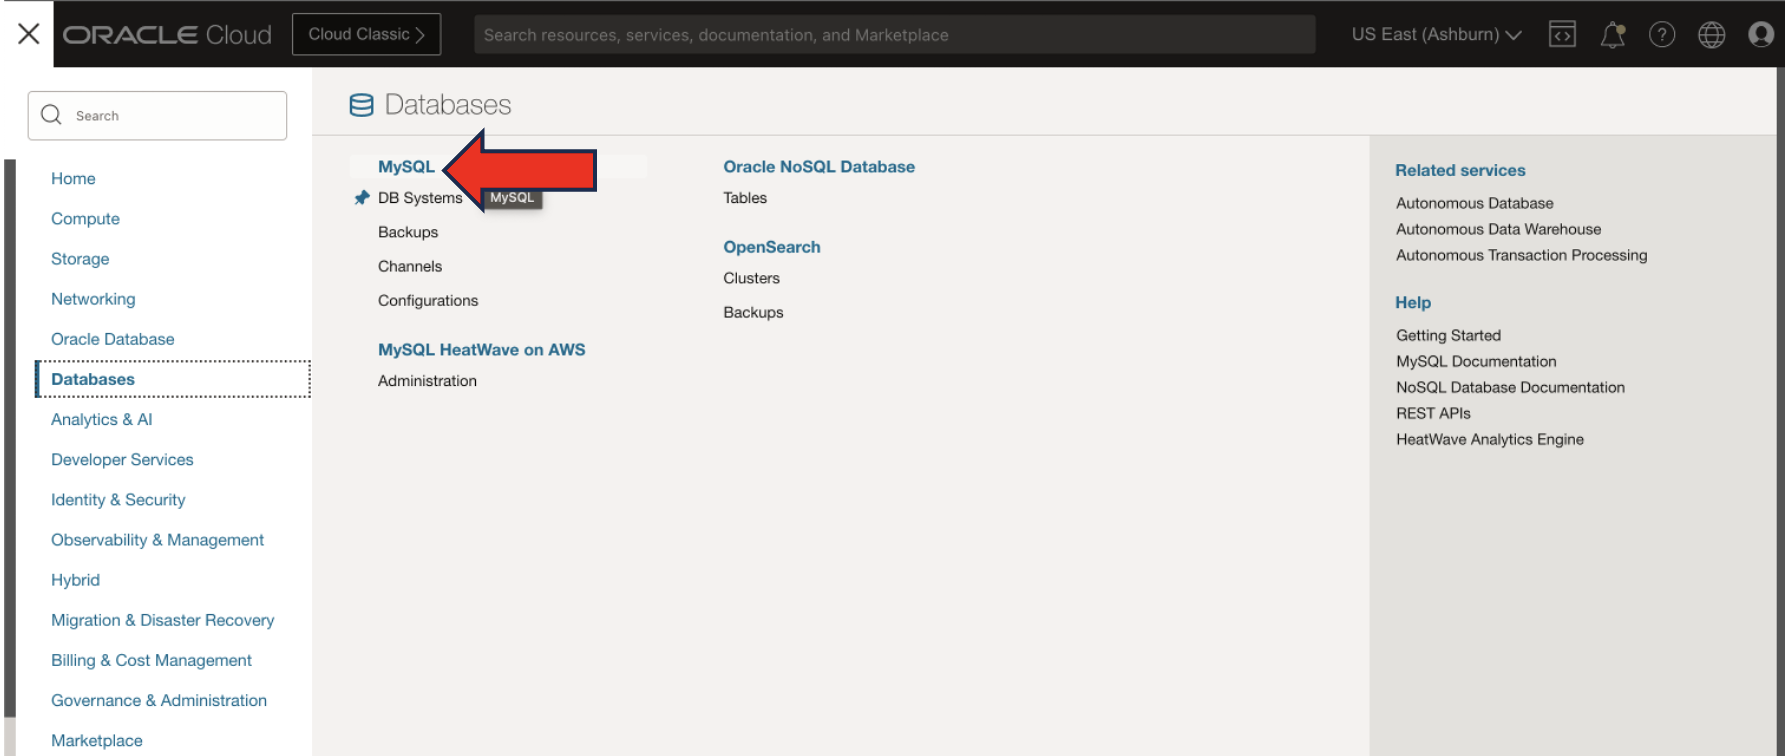 ORACLE Cloud
Cloud Classic >
Search resources, services, documentation, and Marketplace
US East (Ashburn)
Search
Home
Compute
Storage
Networking
Oracle Database
Databases
Analytics & AI
Developer Services
Identity & Security
Observability & Management
Hybrid
Migration & Disaster Recovery
Billing & Cost Management
Governance & Administration
Marketplace
Databases
MySQL
DB Systems
MySQL
Backups
Channels
Configurations
MySQL HeatWave on AWS
Administration
Oracle NoSQL Database
Tables
OpenSearch
Clusters
Backups
Related services
Autonomous Database
Autonomous Data Warehouse
Autonomous Transaction Processing
Help
Getting Started
MySQL Documentation
NoSQL Database Documentation
REST APIs
HeatWave Analytics Engine